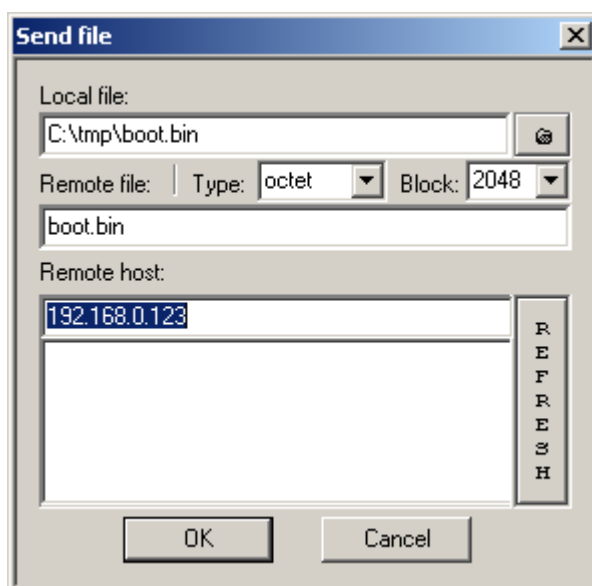 Send file
Local file:
C:\tmp\boot.bin
Remote file: Type: octet Block: 2048
boot.bin
Remote host:
192.168.0.123
REFRESH
OK Cancel